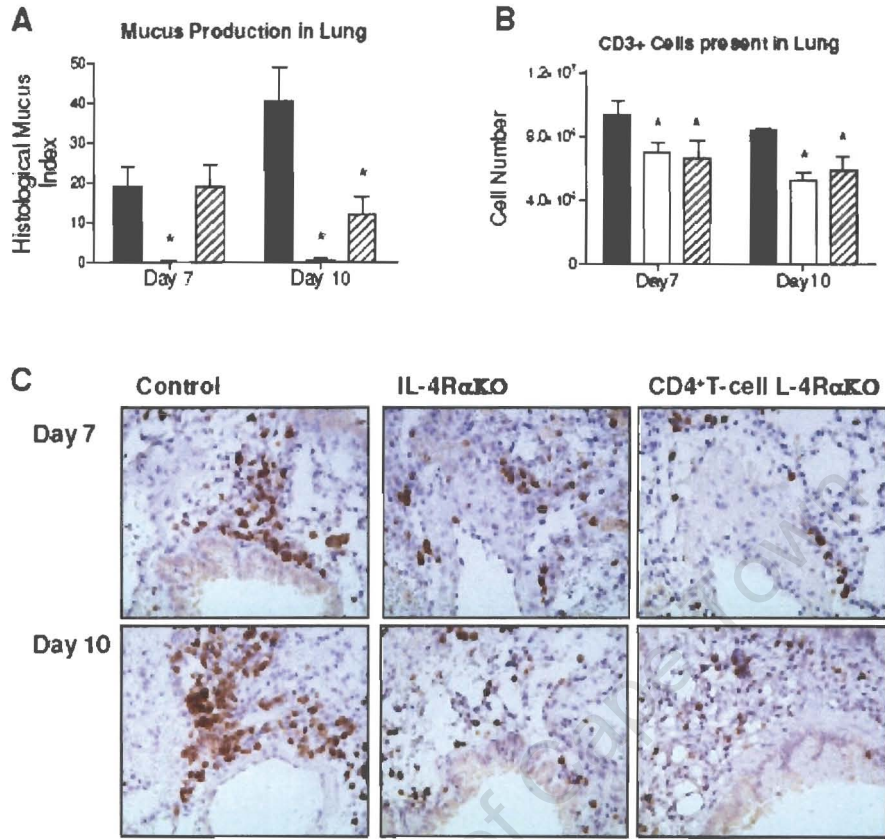 A
Mucus Production in Lung
Histological Mucus
Index
50
40
30
20
10
0
*
*
*
Day 7
Day 10
B
CD3+ Cells present in Lung
Cell Number
0
*
*
*
*
Day7
Day10
C
Control
IL-4RαKO
CD4+T-cell L-4RαKO
Day 7
Day 10